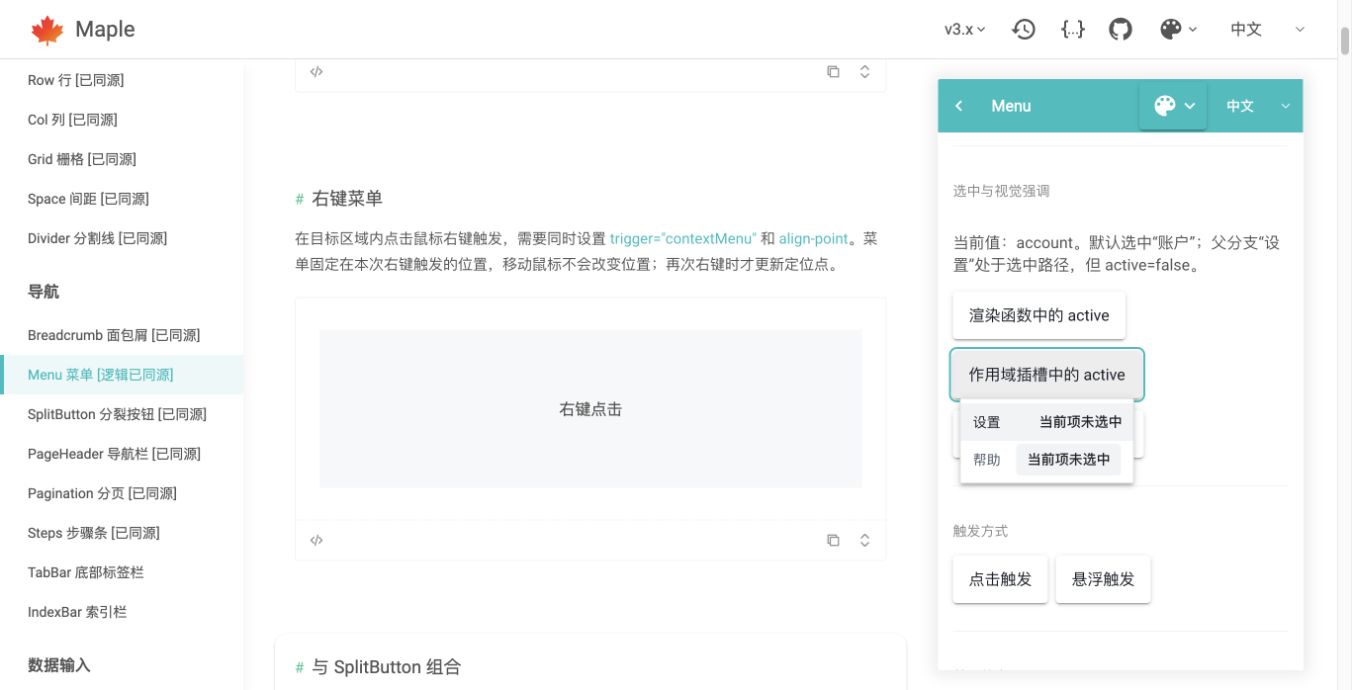 Maple
v3.x
{...}
中文
Row 行 [已同源]
Col 列 [已同源]
Grid 栅格 [已同源]
Space 间距 [已同源]
Divider 分割线 [已同源]
导航
Breadcrumb 面包屑 [已同源]
Menu 菜单 [逻辑已同源]
SplitButton 分裂按钮 [已同源]
PageHeader 导航栏 [已同源]
Pagination 分页 [已同源]
Steps 步骤条 [已同源]
TabBar 底部标签栏
IndexBar 索引栏
数据输入
# 右键菜单
在目标区域内点击鼠标右键触发，需要同时设置 trigger="contextMenu" 和 align-point。菜
单固定在本次右键触发的位置，移动鼠标不会改变位置；再次右键时才更新定位点。
右键点击
# 与 SplitButton 组合
Menu
中文
选中与视觉强调
当前值：account。默认选中“账户”；父分支“设
置”处于选中路径，但 active=false。
渲染函数中的 active
作用域插槽中的 active
设置 当前项未选中
帮助 当前项未选中
触发方式
点击触发 悬浮触发